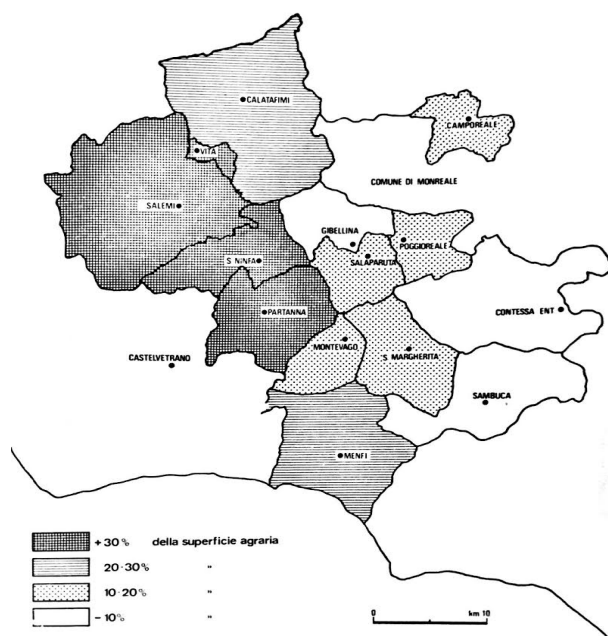 CALATAFIMI
CAMPOREALE
VITA
COMUNE DI MONREALE
SALEMI
GIBELLINA
POGGIOREALE
S. NINFA
SALAPARUTA
PARTANNA
CONTESSA ENT
MONTEVAGO
S. MARGHERITA
CASTELVETRANO
SAMBUCA
MENFI
+30% della superficie agraria
20-30% "
10-20% "
-10% "
0 km 10